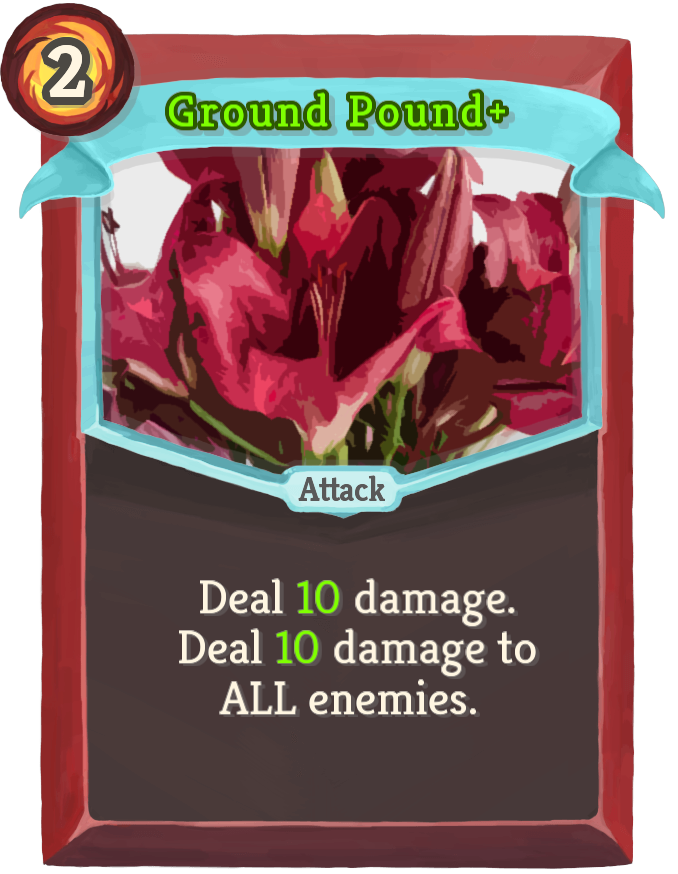 2
Ground Pound+
Attack
Deal 10 damage.
Deal 10 damage to
ALL enemies.